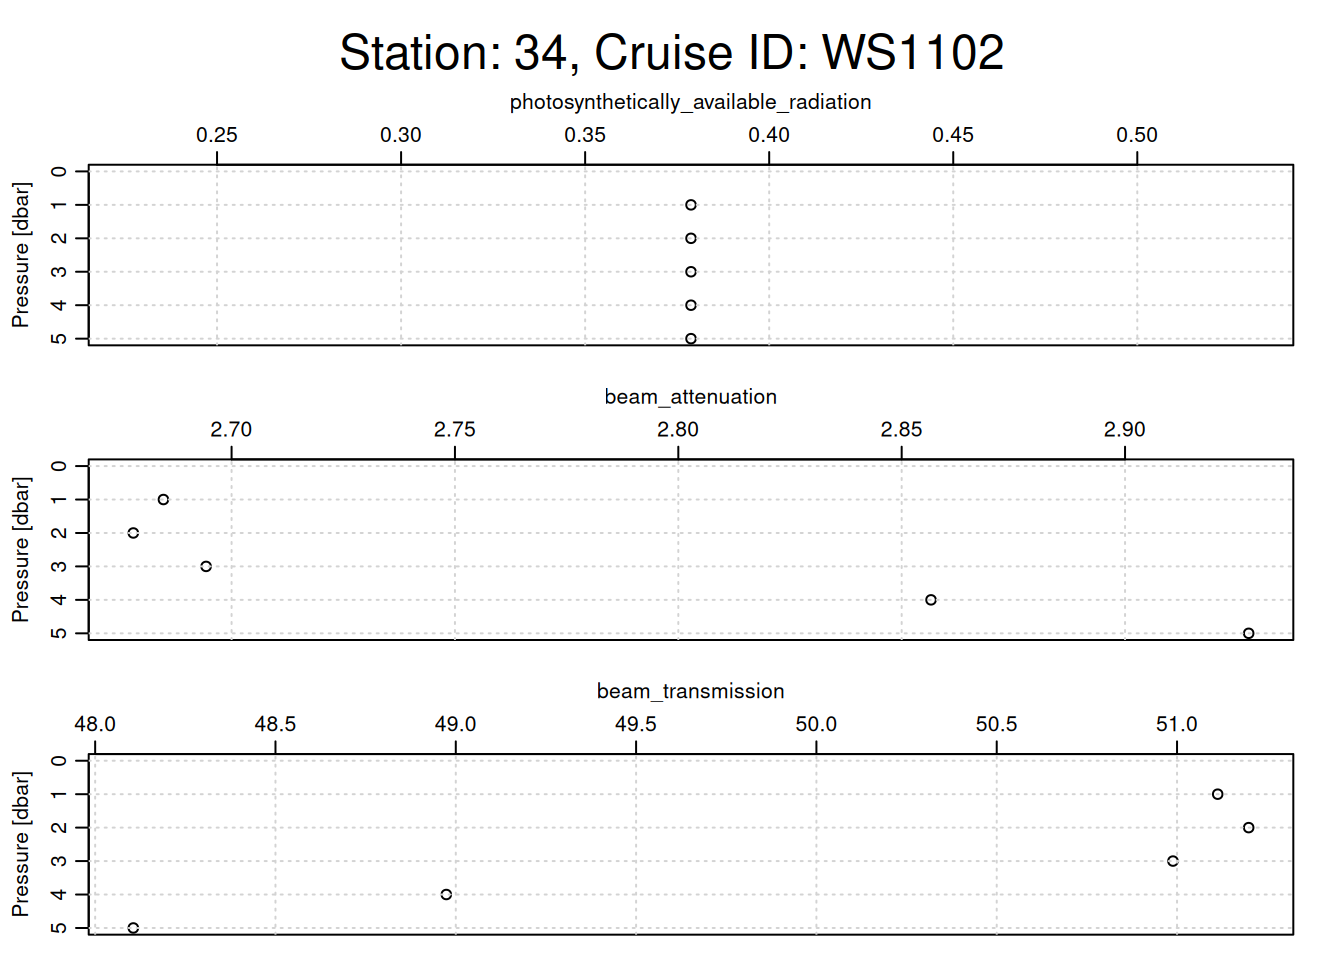 Station: 34, Cruise ID: WS1102
photosynthetically_available_radiation
0.25 0.30 0.35 0.40 0.45 0.50
Pressure [dbar]
0
1
2
3
4
5
beam_attenuation
2.70 2.75 2.80 2.85 2.90
Pressure [dbar]
0
1
2
3
4
5
beam_transmission
48.0 48.5 49.0 49.5 50.0 50.5 51.0
Pressure [dbar]
0
1
2
3
4
5